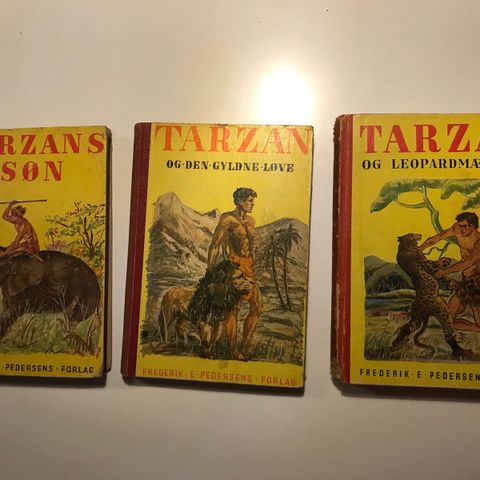 RZANS
SØN
PEDERSENS · FORLAG
TARZAN
OG · DEN · GYLDNE · LØVE
FREDERIK · E · PEDERSENS · FORLAG
TARZA
OG LEOPARDMÆ
FREDERIK · E · PEDERSENS